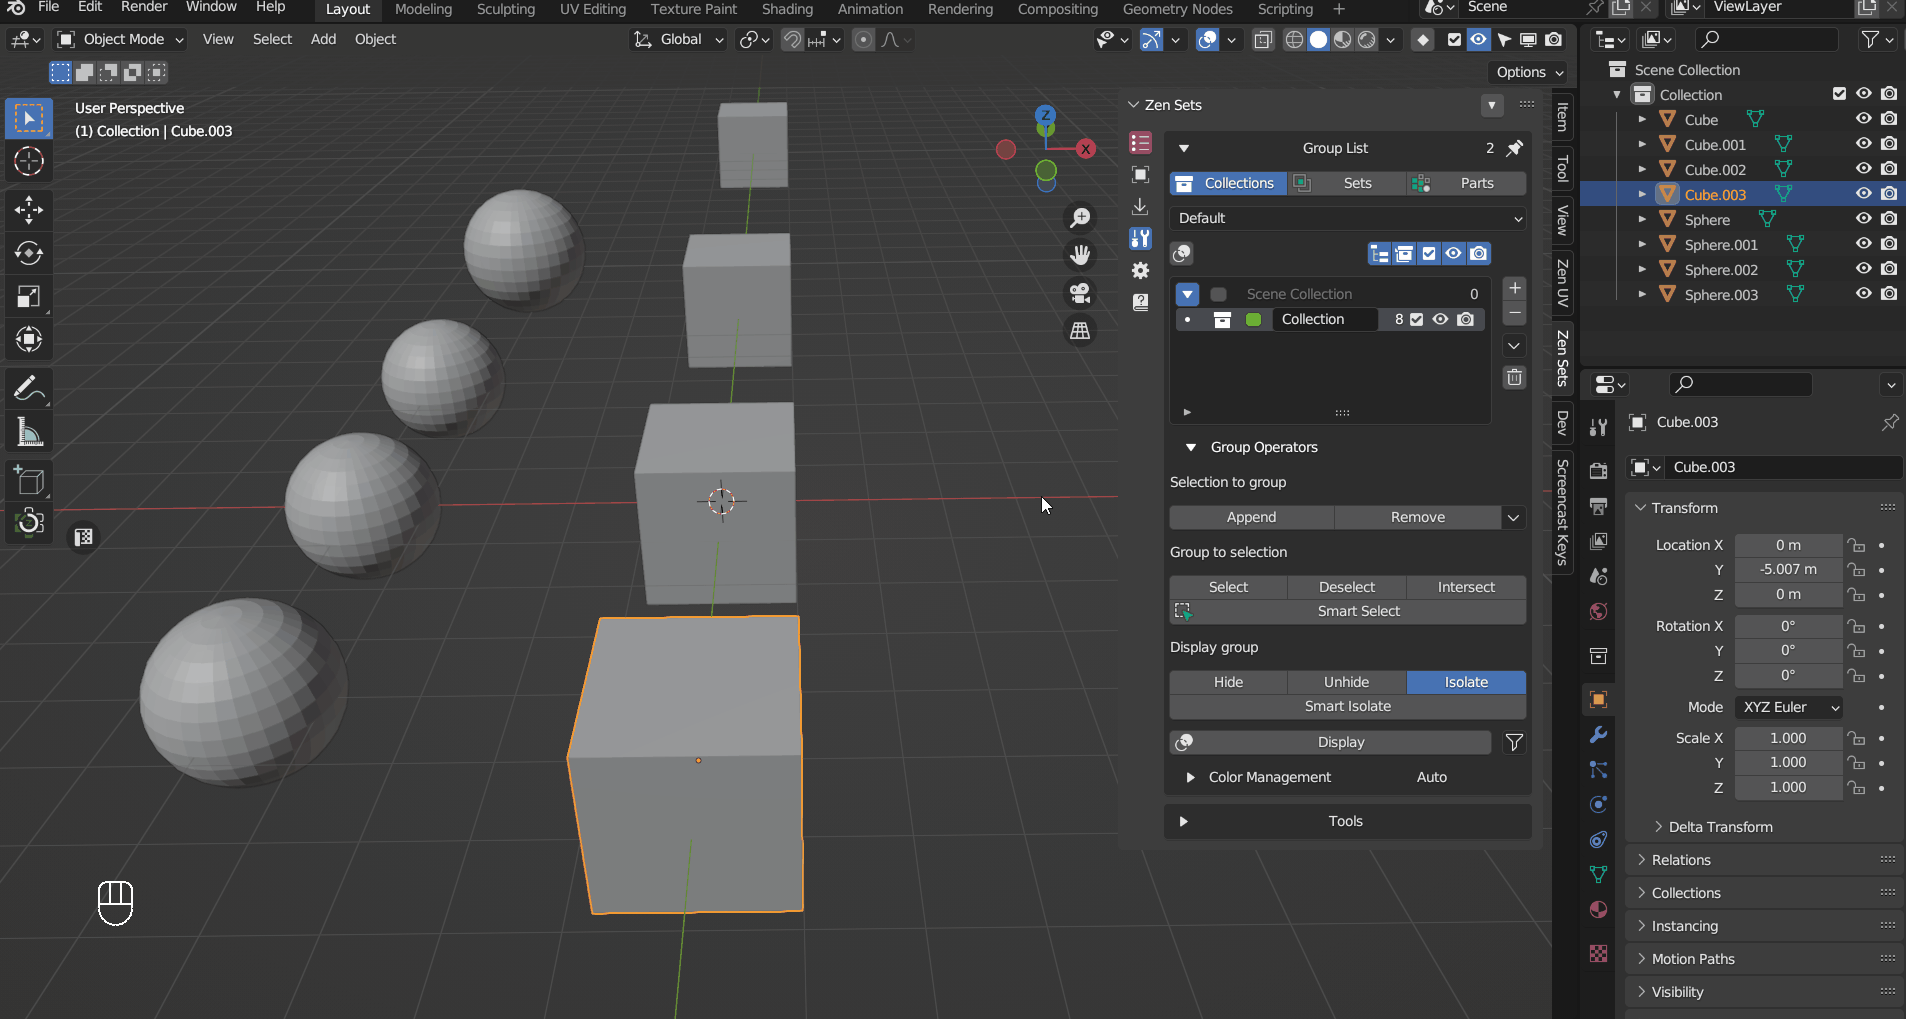 File Edit Render Window Help Layout Modeling Sculpting UV Editing Texture Paint Shading Animation Rendering Compositing Geometry Nodes Scripting + Scene ViewLayer
Object Mode View Select Add Object Global
Options
User Perspective
(1) Collection | Cube.003
Z
X
Zen Sets
Group List 2
Collections Sets Parts
Default
Scene Collection 0
Collection 8
Group Operators
Selection to group
Append Remove
Group to selection
Select Deselect Intersect
Smart Select
Display group
Hide Unhide Isolate
Smart Isolate
Display
Color Management Auto
Tools
Item
Tool
View
Zen UV
Zen Sets
Dev
Screencast Keys
Scene Collection
Collection
Cube
Cube.001
Cube.002
Cube.003
Sphere
Sphere.001
Sphere.002
Sphere.003
Cube.003
Cube.003
Transform
Location X 0 m
Y -5.007 m
Z 0 m
Rotation X 0°
Y 0°
Z 0°
Mode XYZ Euler
Scale X 1.000
Y 1.000
Z 1.000
Delta Transform
Relations
Collections
Instancing
Motion Paths
Visibility